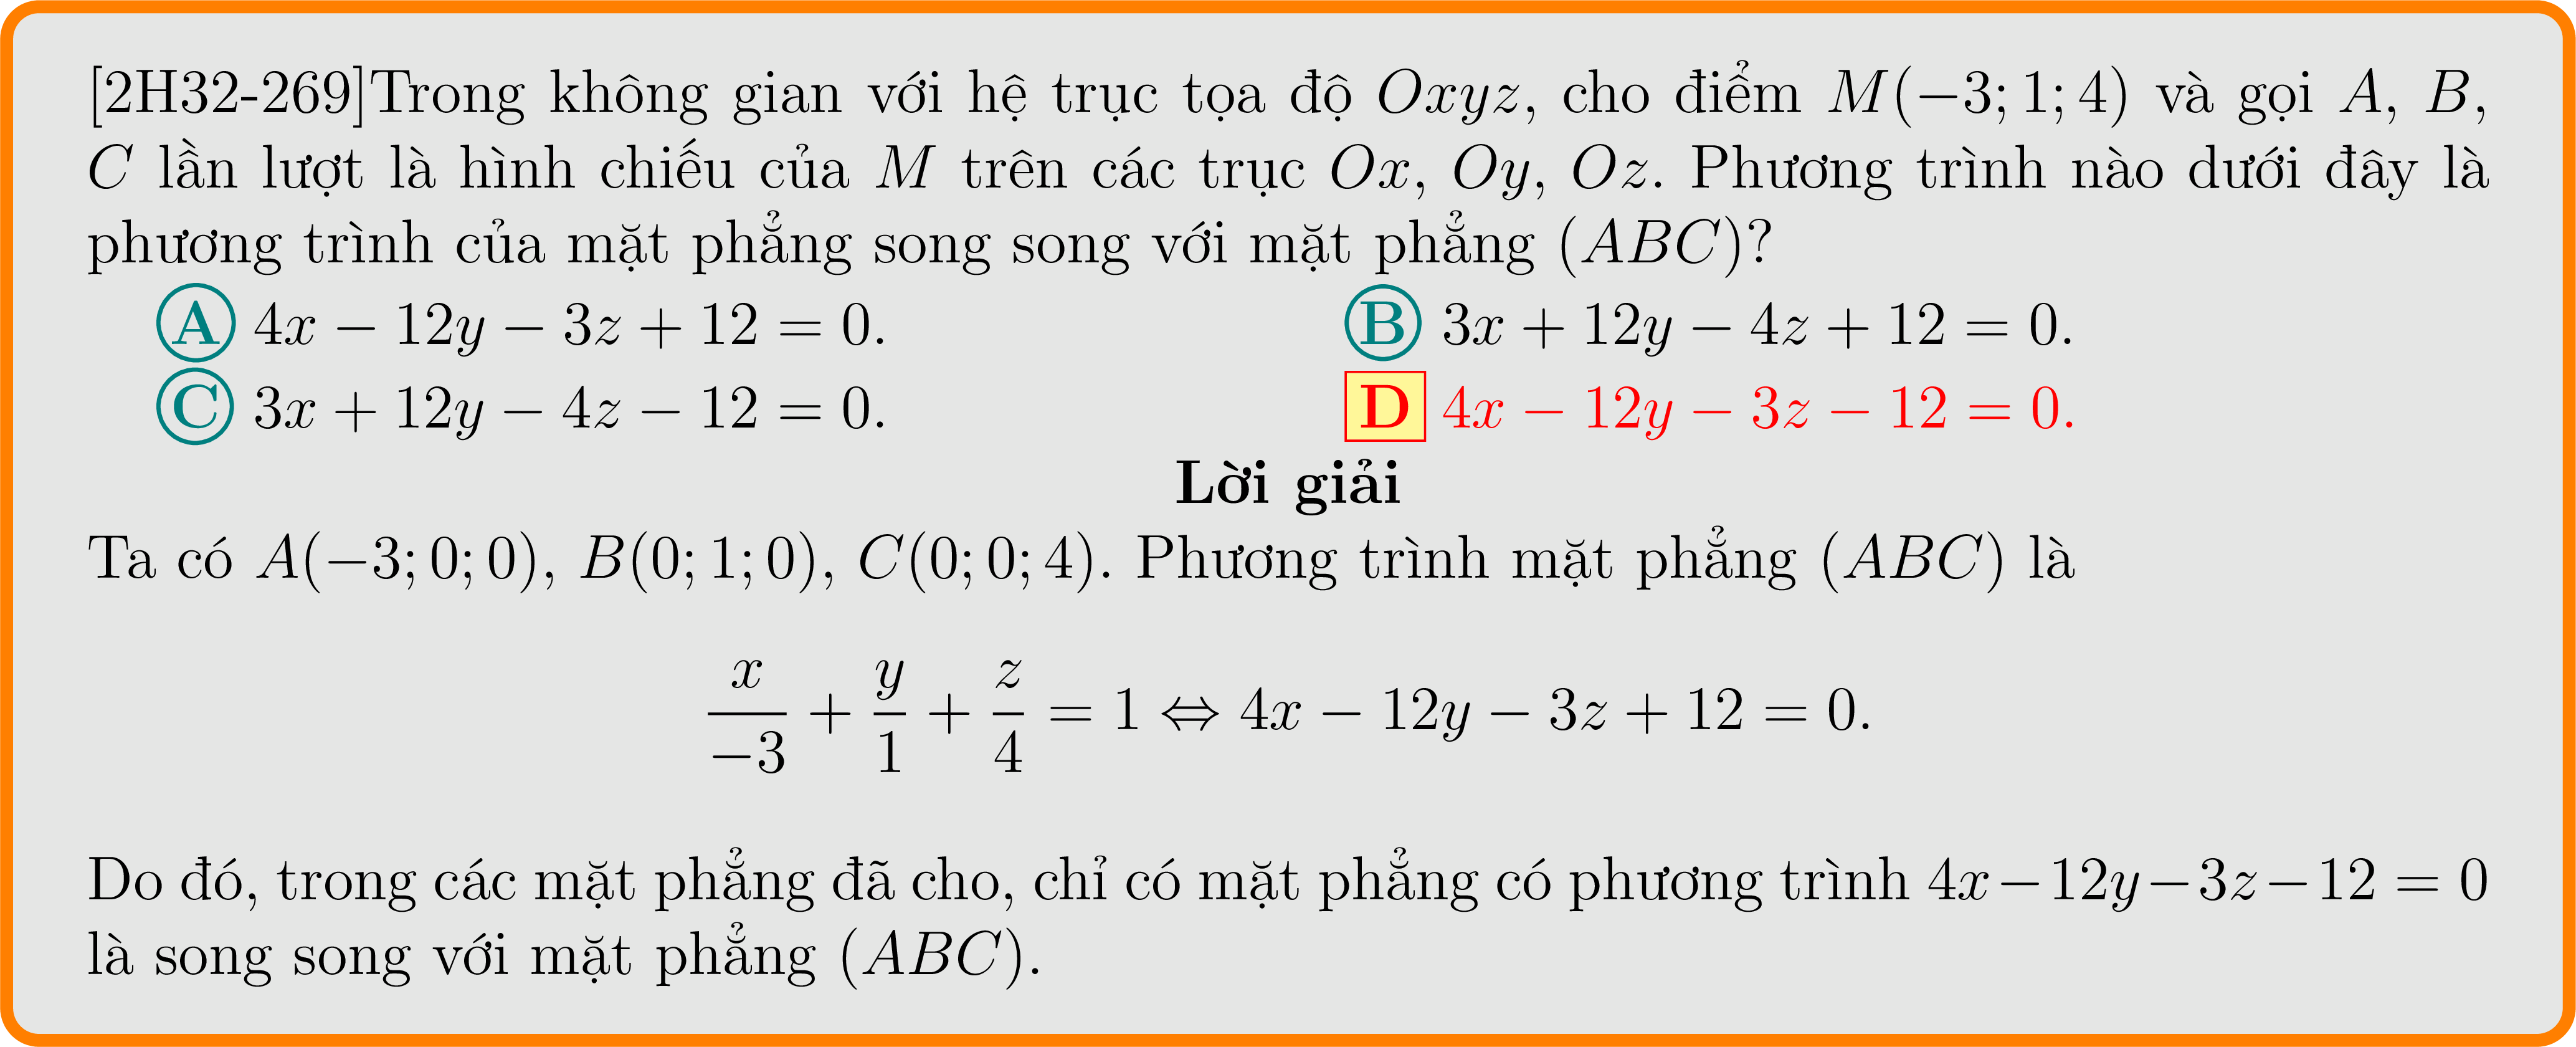 [2H32-269]Trong không gian với hệ trục tọa độ Oxyz, cho điểm M(−3; 1; 4) và gọi A, B,
C lần lượt là hình chiếu của M trên các trục Ox, Oy, Oz. Phương trình nào dưới đây là
phương trình của mặt phẳng song song với mặt phẳng (ABC)?
A 4x − 12y − 3z + 12 = 0. B 3x + 12y − 4z + 12 = 0.
C 3x + 12y − 4z − 12 = 0. D 4x − 12y − 3z − 12 = 0.
Lời giải
Ta có A(−3; 0; 0), B(0; 1; 0), C(0; 0; 4). Phương trình mặt phẳng (ABC) là
x/−3 + y/1 + z/4 = 1 ⇔ 4x − 12y − 3z + 12 = 0.
Do đó, trong các mặt phẳng đã cho, chỉ có mặt phẳng có phương trình 4x−12y−3z−12 = 0
là song song với mặt phẳng (ABC).